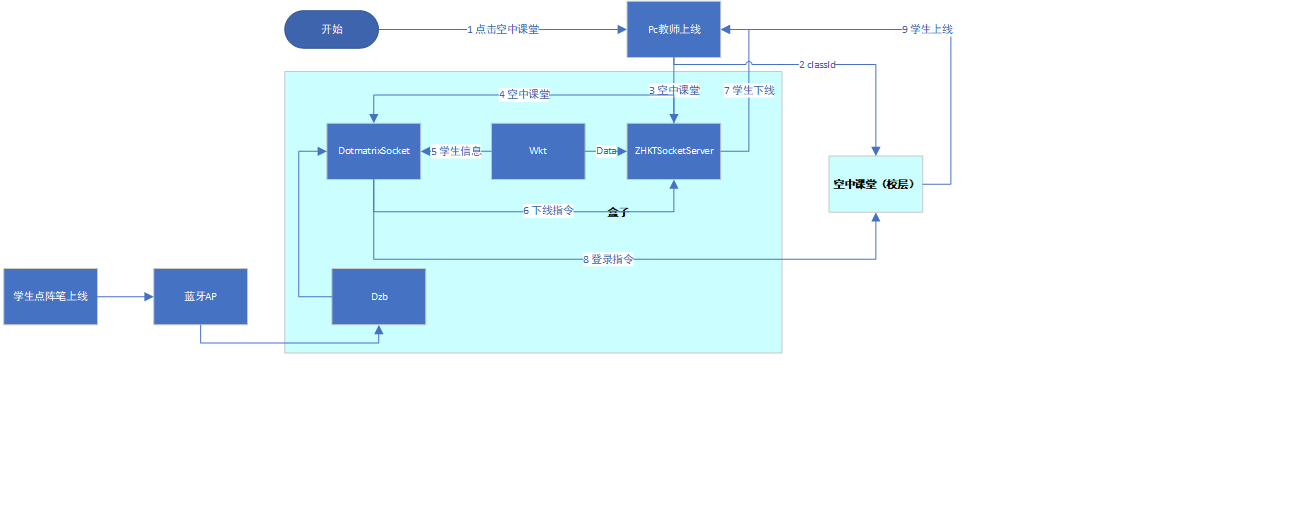 开始
1 点击空中课堂
Pc教师上线
9 学生上线
2 classId
4 空中课堂
3 空中课堂
7 学生下线
DotmatrixSocket
5 学生信息
Wkt
Data
ZHKTSocketServer
空中课堂（校层）
6 下线指令
盒子
8 登录指令
学生点阵笔上线
蓝牙AP
Dzb